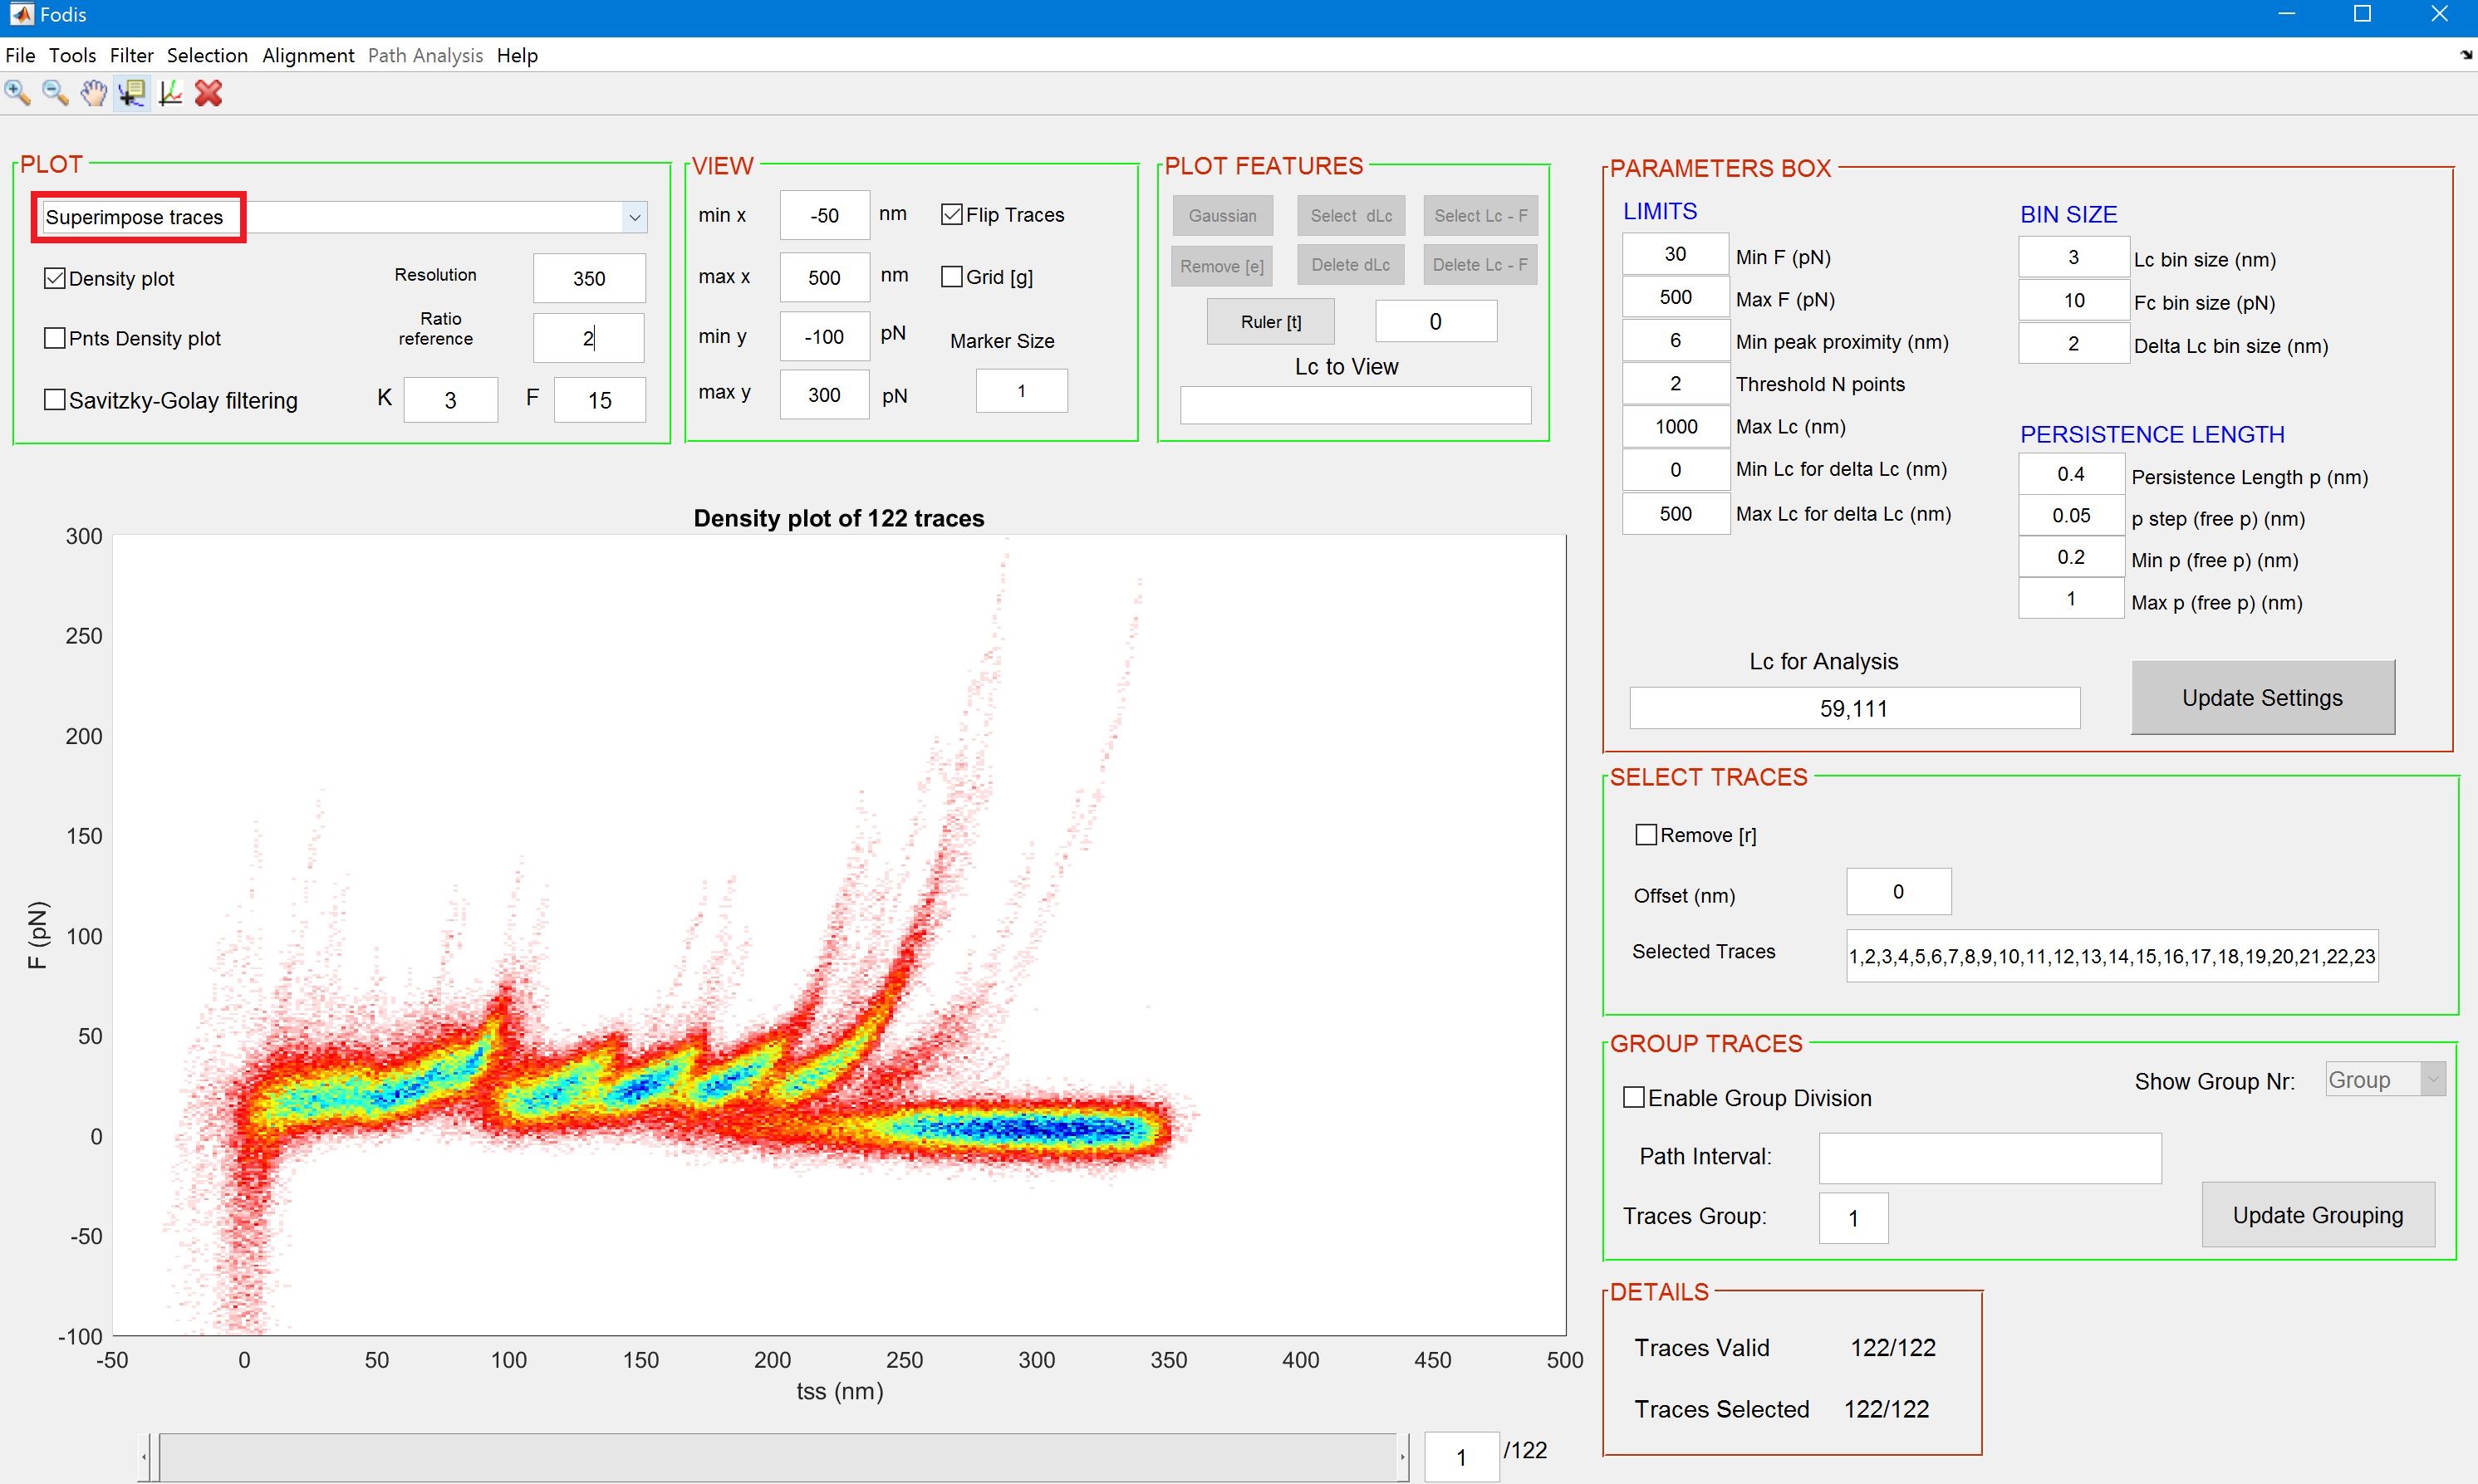 Fodis
File Tools Filter Selection Alignment Path Analysis Help
PLOT
Superimpose traces
Density plot
Resolution
350
Pnts Density plot
Ratio
reference
2
Savitzky-Golay filtering
K
3
F
15
VIEW
min x
-50
nm
Flip Traces
max x
500
nm
Grid [g]
min y
-100
pN
Marker Size
max y
300
pN
1
PLOT FEATURES
Gaussian
Select dLc
Select Lc - F
Remove [e]
Delete dLc
Delete Lc - F
Ruler [t]
0
Lc to View
PARAMETERS BOX
LIMITS
30 Min F (pN)
500 Max F (pN)
6 Min peak proximity (nm)
2 Threshold N points
1000 Max Lc (nm)
0 Min Lc for delta Lc (nm)
500 Max Lc for delta Lc (nm)
BIN SIZE
3 Lc bin size (nm)
10 Fc bin size (pN)
2 Delta Lc bin size (nm)
PERSISTENCE LENGTH
0.4 Persistence Length p (nm)
0.05 p step (free p) (nm)
0.2 Min p (free p) (nm)
1 Max p (free p) (nm)
Lc for Analysis
59,111
Update Settings
Density plot of 122 traces
300
250
200
150
100
50
0
-50
-100
F (pN)
-50 0 50 100 150 200 250 300 350 400 450 500
tss (nm)
1 /122
SELECT TRACES
Remove [r]
Offset (nm)
0
Selected Traces
1,2,3,4,5,6,7,8,9,10,11,12,13,14,15,16,17,18,19,20,21,22,23
GROUP TRACES
Enable Group Division
Show Group Nr:
Group
Path Interval:
Traces Group:
1
Update Grouping
DETAILS
Traces Valid 122/122
Traces Selected 122/122